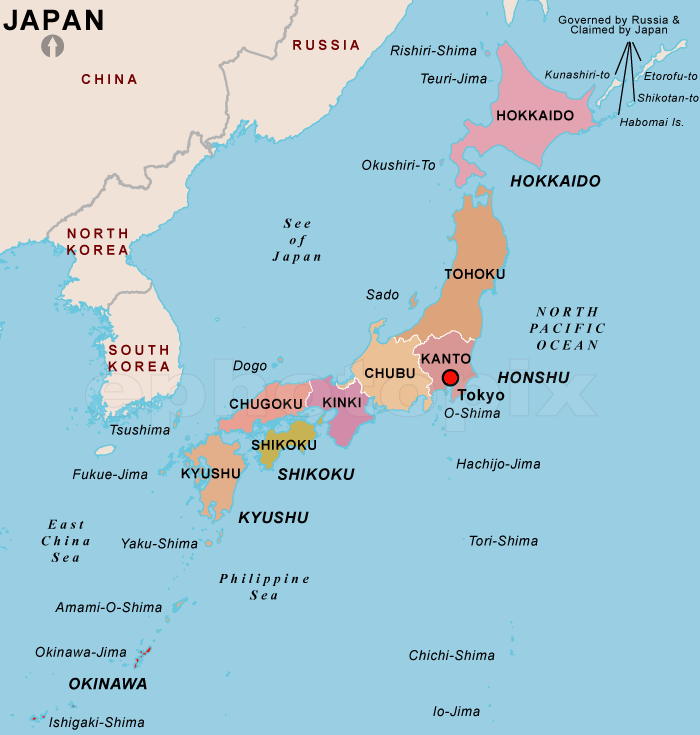 JAPAN
Governed by Russia &
Claimed by Japan
RUSSIA
Rishiri-Shima
CHINA
Teuri-Jima
Kunashiri-to
Etorofu-to
Shikotan-to
HOKKAIDO
Habomai Is.
Okushiri-To
HOKKAIDO
See
of
Japan
NORTH
KOREA
TOHOKU
Sado
NORTH
PACIFIC
OCEAN
SOUTH
KOREA
KANTO
Dogo
CHUBU
HONSHU
Tokyo
CHUGOKU
KINKI
O-Shima
Tsushima
SHIKOKU
Fukue-Jima
KYUSHU
SHIKOKU
Hachijo-Jima
KYUSHU
East
China
Sea
Yaku-Shima
Tori-Shima
Philippine
Sea
Amami-O-Shima
Okinawa-Jima
Chichi-Shima
OKINAWA
Ishigaki-Shima
Io-Jima